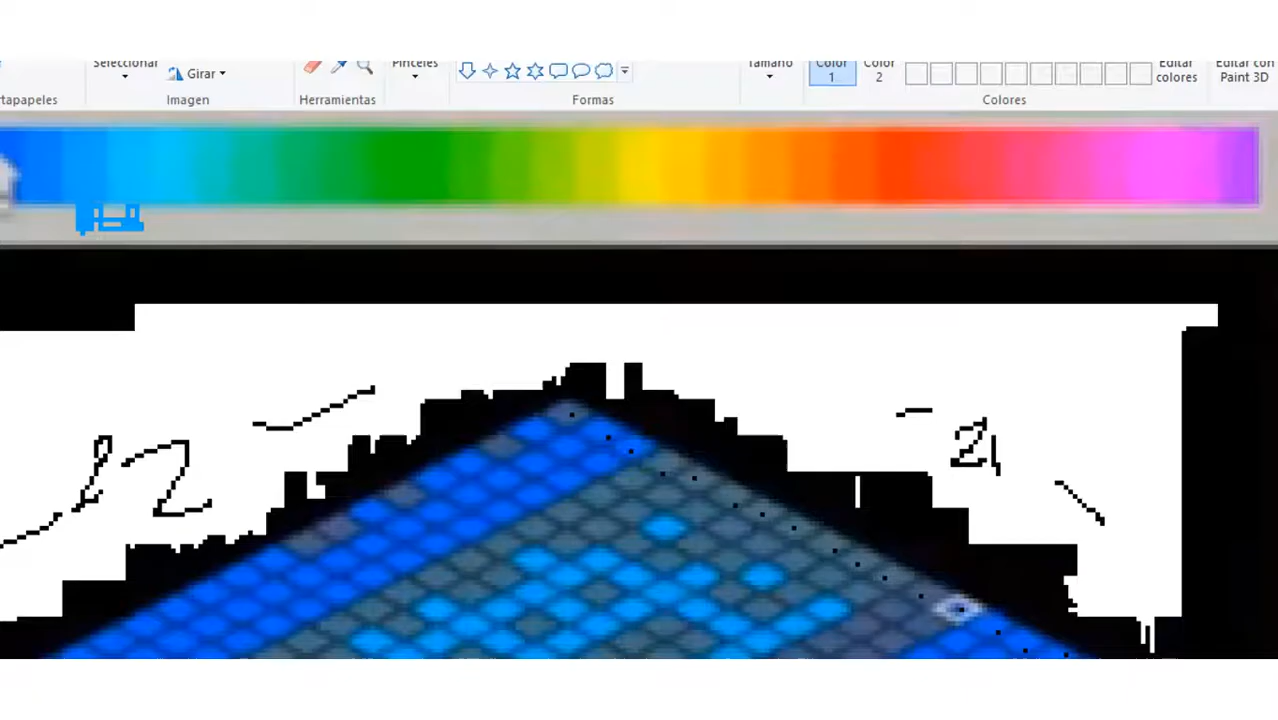 Seleccionar Girar Pinceles Tamaño Color 1 Color 2 Editar colores Editar con Paint 3D
rtapapeles Imagen Herramientas Formas Colores
12
21